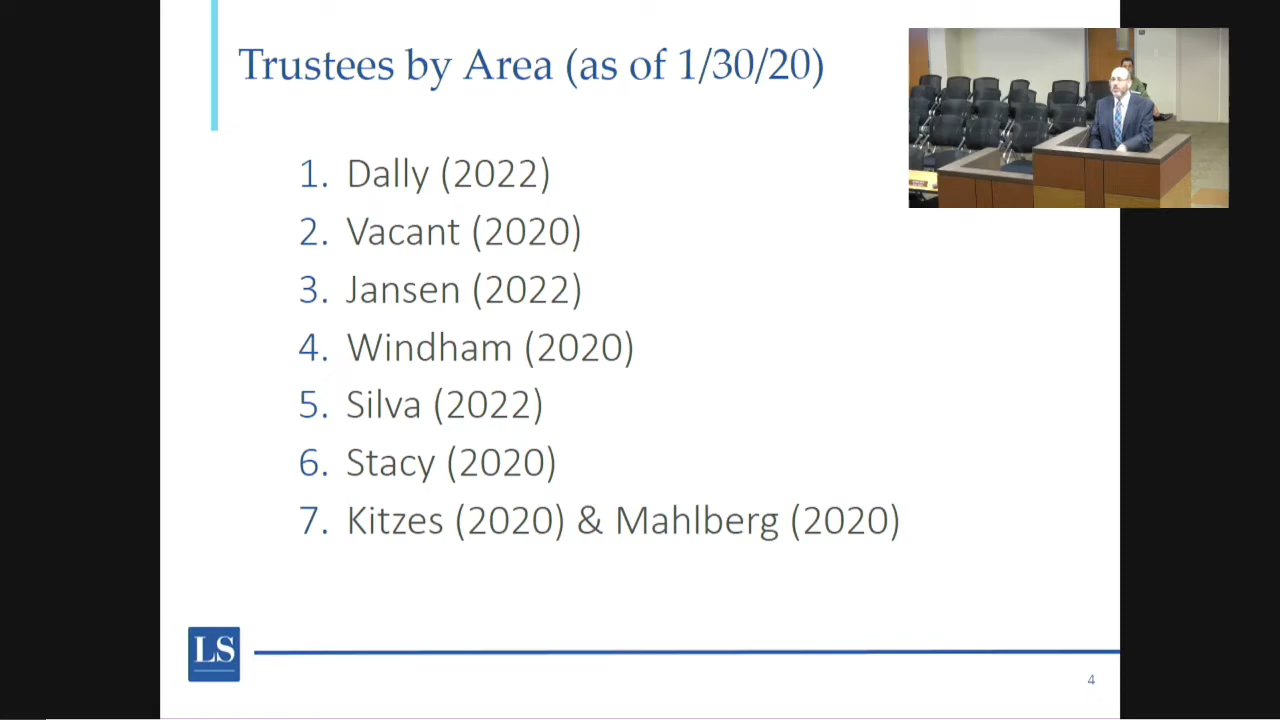 Trustees by Area (as of 1/30/20)
1. Dally (2022)
2. Vacant (2020)
3. Jansen (2022)
4. Windham (2020)
5. Silva (2022)
6. Stacy (2020)
7. Kitzes (2020) & Mahlberg (2020)
LS
4